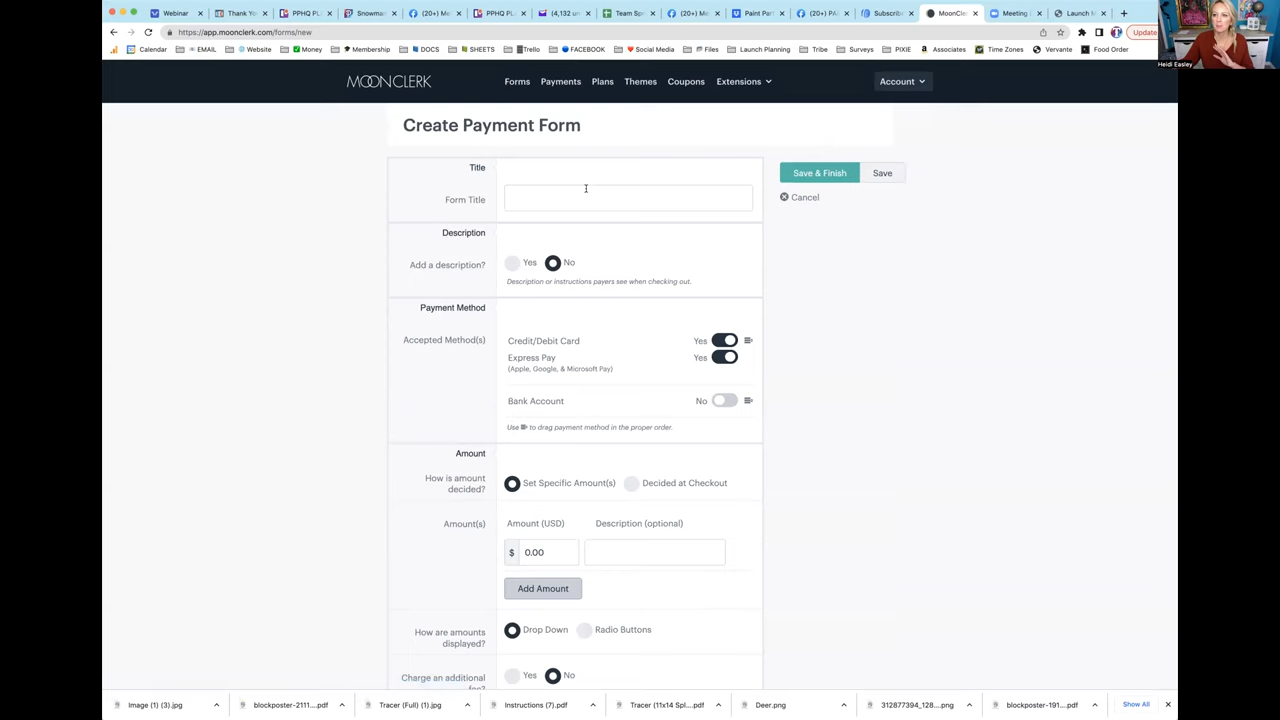 Webinar
Thank You
PPHQ PL
Snowman
(20+) Me
PPHQ PL
(4,132 un
Team Sp
(20+) Me
Paint Par
(20+) PA
Subscrib
MoonCler
Meeting
Launch M
https://app.moonclerk.com/forms/new
Update
Calendar
EMAIL
Website
Money
Membership
DOCS
SHEETS
Trello
FACEBOOK
Social Media
Files
Launch Planning
Tribe
Surveys
PIXIE
Associates
Time Zones
Vervante
Food Order
Heidi Easley
MOONCLERK
Forms
Payments
Plans
Themes
Coupons
Extensions
Account
Create Payment Form
Title
Form Title
Save & Finish
Save
Cancel
Description
Add a description?
Yes
No
Description or instructions payers see when checking out.
Payment Method
Accepted Method(s)
Credit/Debit Card
Yes
Express Pay
Yes
(Apple, Google, & Microsoft Pay)
Bank Account
No
Use to drag payment method in the proper order.
Amount
How is amount
decided?
Set Specific Amount(s)
Decided at Checkout
Amount(s)
Amount (USD)
Description (optional)
$ 0.00
Add Amount
How are amounts
displayed?
Drop Down
Radio Buttons
Charge an additional
fee?
Yes
No
Image (1) (3).jpg
blockposter-2111....pdf
Tracer (Full) (1).jpg
Instructions (7).pdf
Tracer (11x14 Spl....pdf
Deer.png
312877394_128....png
blockposter-191....pdf
Show All